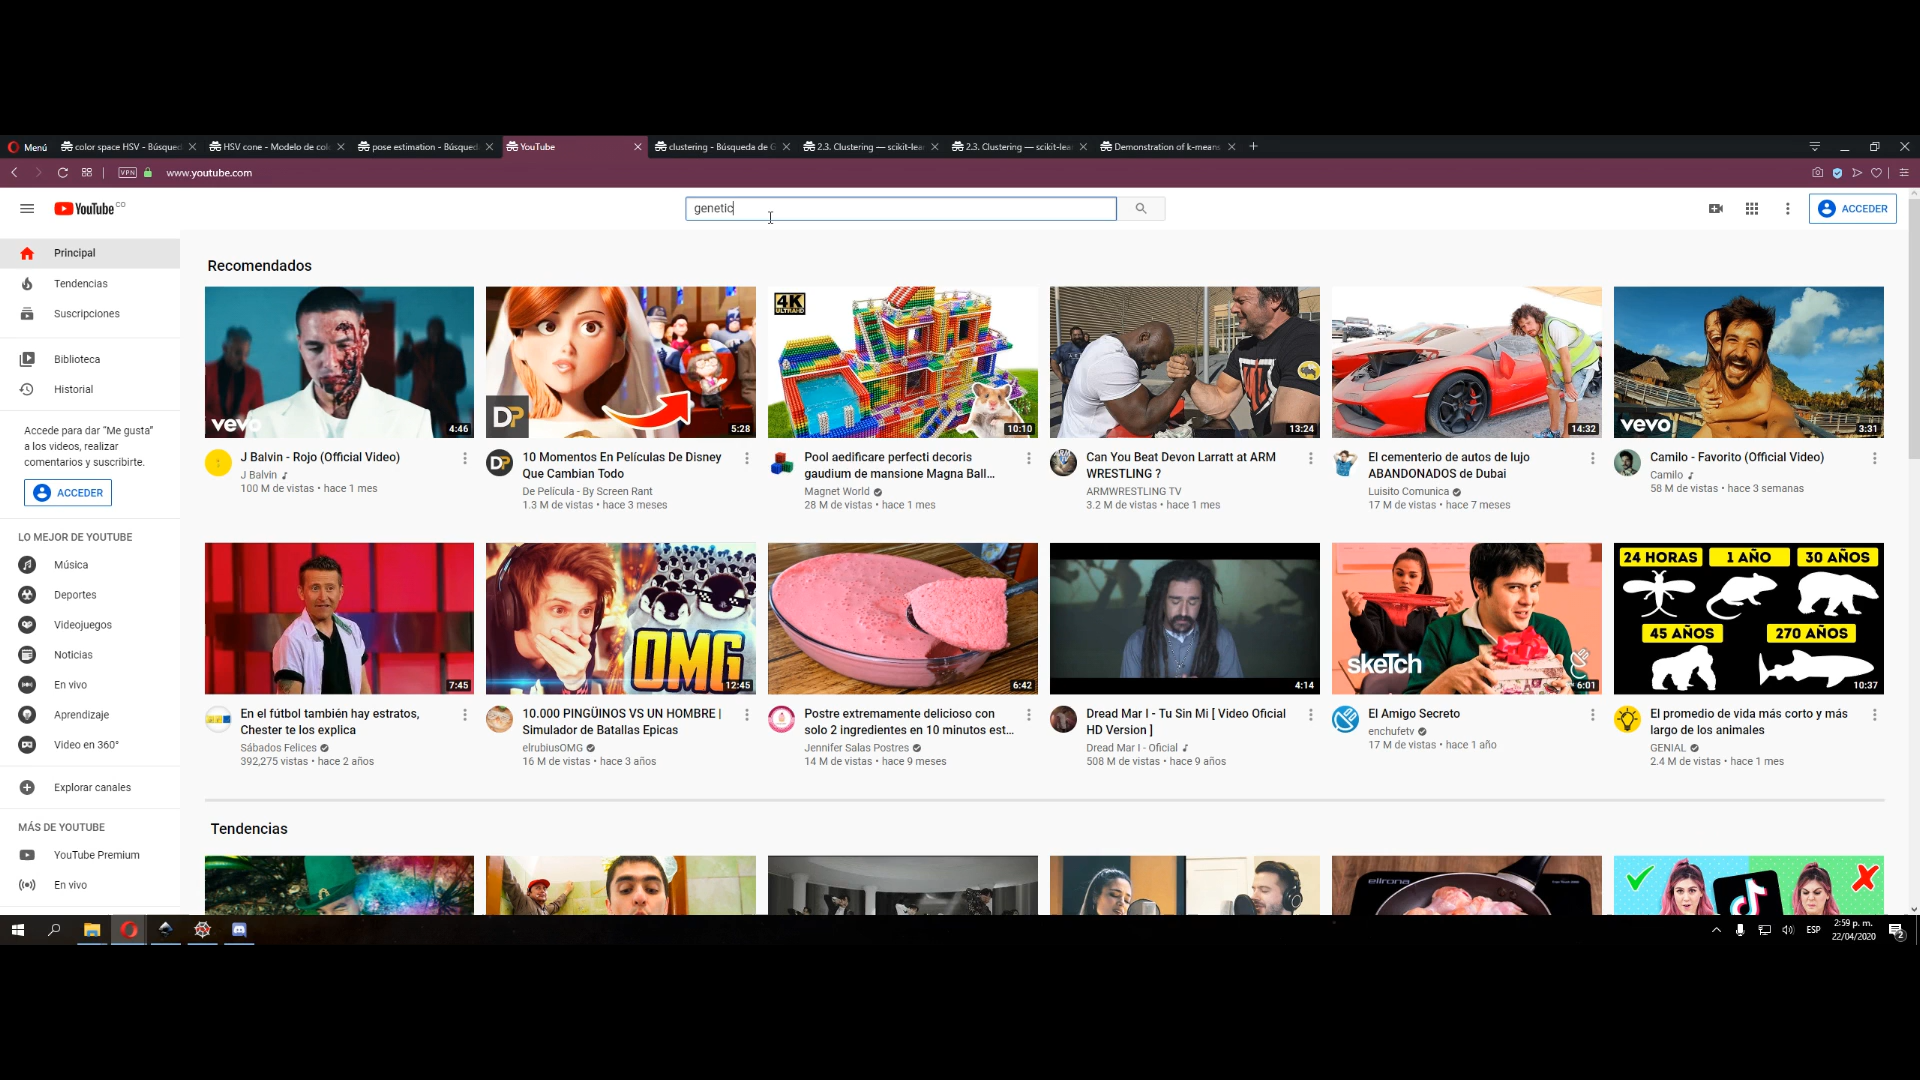 Menú
color space HSV - Búsque
HSV cone - Modelo de col
pose estimation - Búsqued
YouTube
clustering - Búsqueda de G
2.3. Clustering — scikit-lea
2.3. Clustering — scikit-lea
Demonstration of k-means
VPN
www.youtube.com
YouTube CO
genetic
ACCEDER
Principal
Tendencias
Suscripciones
Biblioteca
Historial
Accede para dar “Me gusta”
a los videos, realizar
comentarios y suscribirte.
ACCEDER
LO MEJOR DE YOUTUBE
Música
Deportes
Videojuegos
Noticias
En vivo
Aprendizaje
Video en 360°
Explorar canales
MÁS DE YOUTUBE
YouTube Premium
En vivo
Recomendados
vevo
4:46
J Balvin - Rojo (Official Video)
J Balvin
100 M de vistas • hace 1 mes
DP
5:28
DP
10 Momentos En Películas De Disney
Que Cambian Todo
De Película - By Screen Rant
1.3 M de vistas • hace 3 meses
4K
ULTRA HD
10:10
Pool aedificare perfecti decoris
gaudium de mansione Magna Ball...
Magnet World
28 M de vistas • hace 1 mes
13:24
Can You Beat Devon Larratt at ARM
WRESTLING ?
ARMWRESTLING TV
3.2 M de vistas • hace 1 mes
14:32
El cementerio de autos de lujo
ABANDONADOS de Dubai
Luisito Comunica
17 M de vistas • hace 7 meses
vevo
3:31
Camilo - Favorito (Official Video)
Camilo
58 M de vistas • hace 3 semanas
7:45
En el fútbol también hay estratos,
Chester te los explica
Sábados Felices
392,275 vistas • hace 2 años
OMG
12:45
10.000 PINGÜINOS VS UN HOMBRE |
Simulador de Batallas Epicas
elrubiusOMG
16 M de vistas • hace 3 años
6:42
Postre extremamente delicioso con
solo 2 ingredientes en 10 minutos est...
Jennifer Salas Postres
14 M de vistas • hace 9 meses
4:14
Dread Mar I - Tu Sin Mi [ Video Oficial
HD Version ]
Dread Mar I - Oficial
508 M de vistas • hace 9 años
skeTch
6:01
El Amigo Secreto
enchufetv
17 M de vistas • hace 1 año
24 HORAS 1 AÑO 30 AÑOS
45 AÑOS 270 AÑOS
10:37
El promedio de vida más corto y más
largo de los animales
GENIAL
2.4 M de vistas • hace 1 mes
Tendencias
ESP
2:59 p. m.
22/04/2020
2